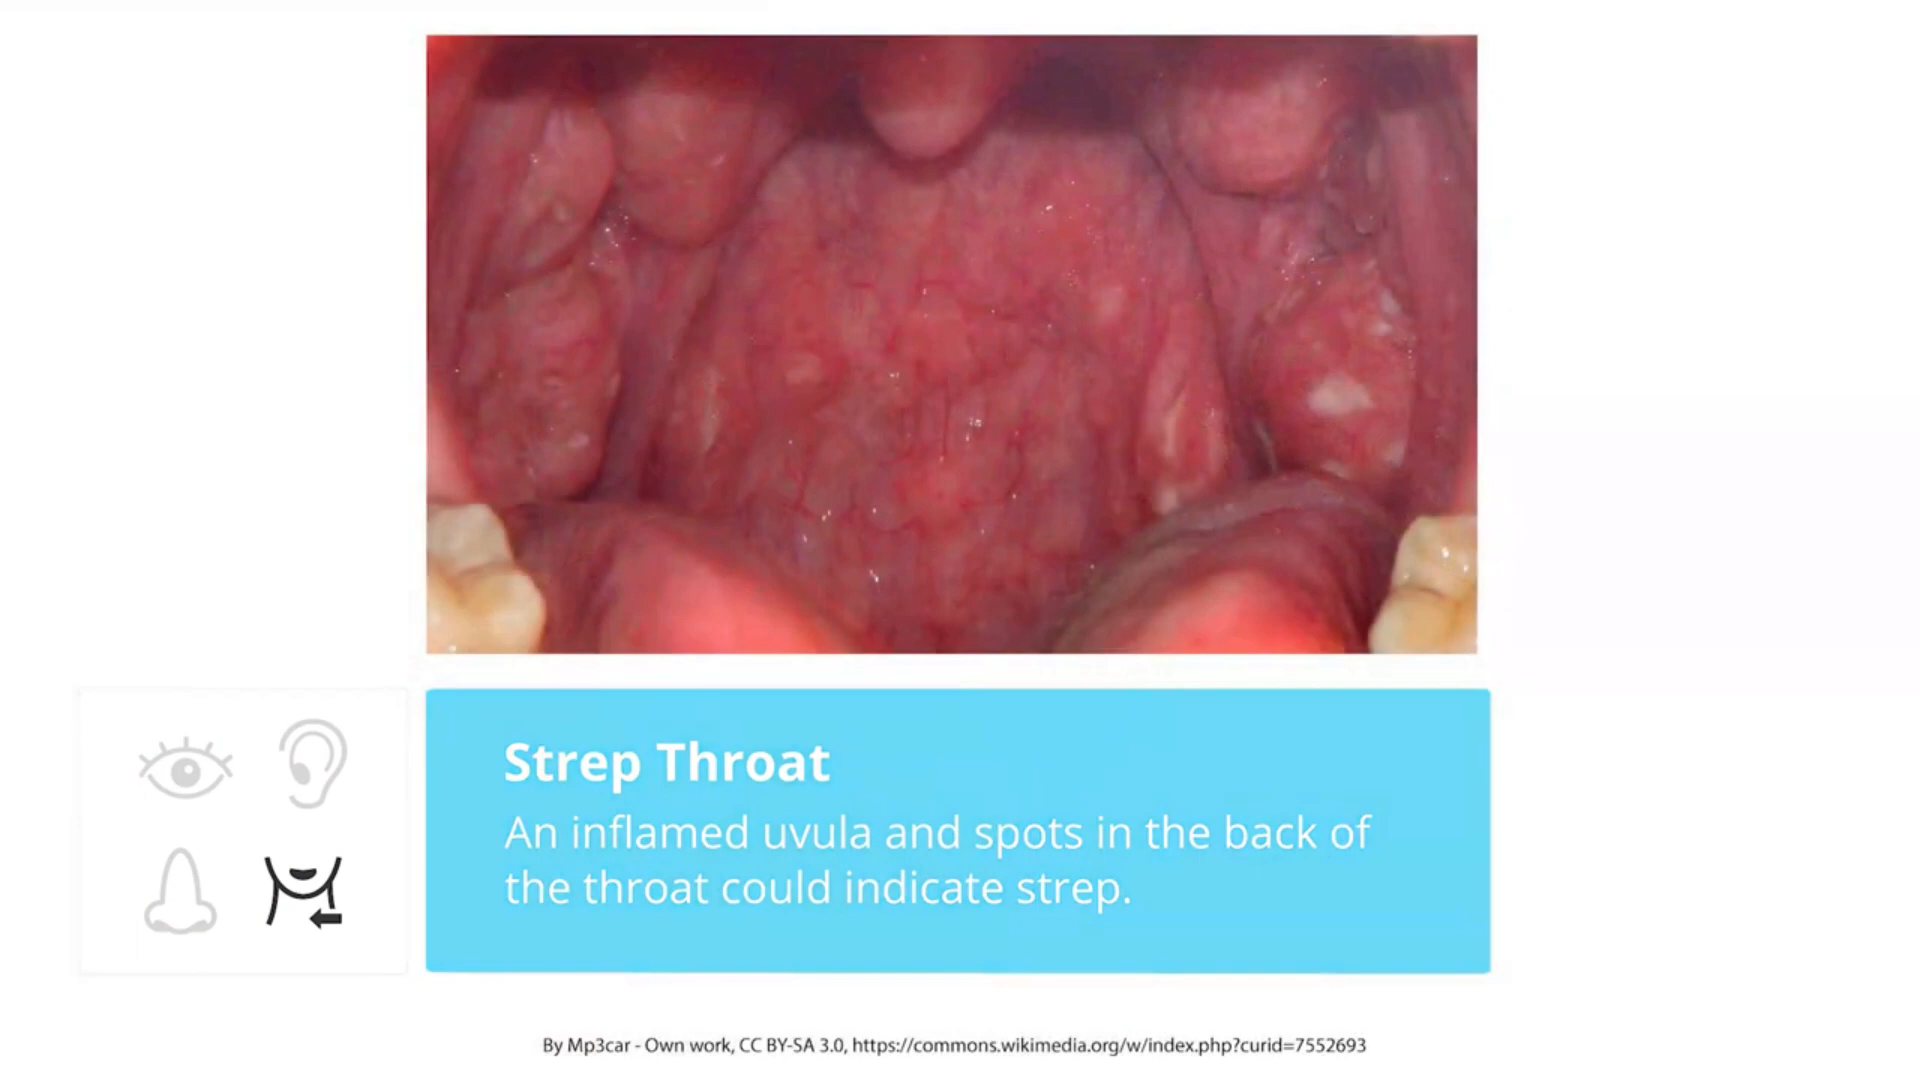 Strep Throat
An inflamed uvula and spots in the back of
the throat could indicate strep.
By Mp3car - Own work, CC BY-SA 3.0, https://commons.wikimedia.org/w/index.php?curid=7552693